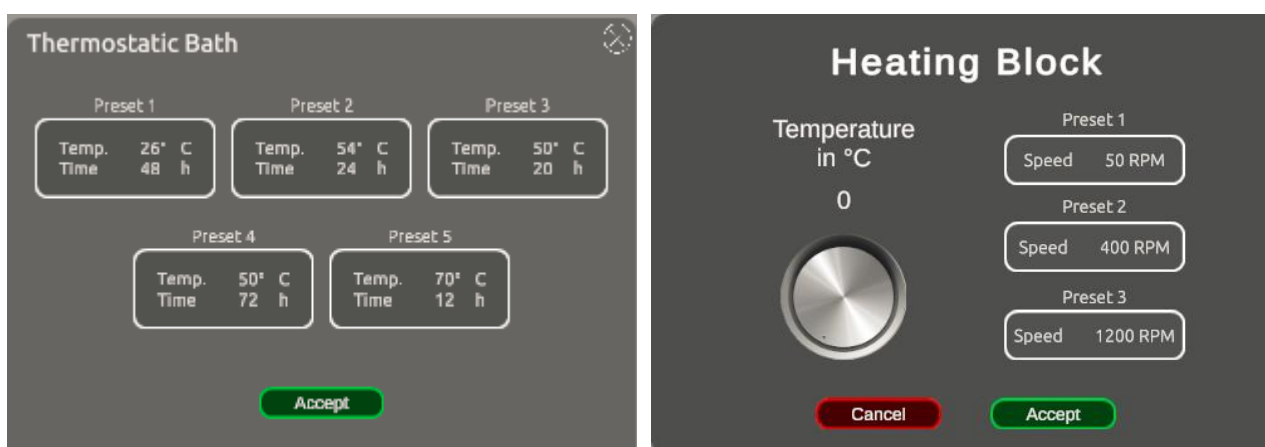 Thermostatic Bath
Preset 1 Preset 2 Preset 3
Temp. 26° C Temp. 54° C Temp. 50° C
Time 48 h Time 24 h Time 20 h
Preset 4 Preset 5
Temp. 50° C Temp. 70° C
Time 72 h Time 12 h
Accept
Heating Block
Temperature
in °C
0
Preset 1
Speed 50 RPM
Preset 2
Speed 400 RPM
Preset 3
Speed 1200 RPM
Cancel Accept